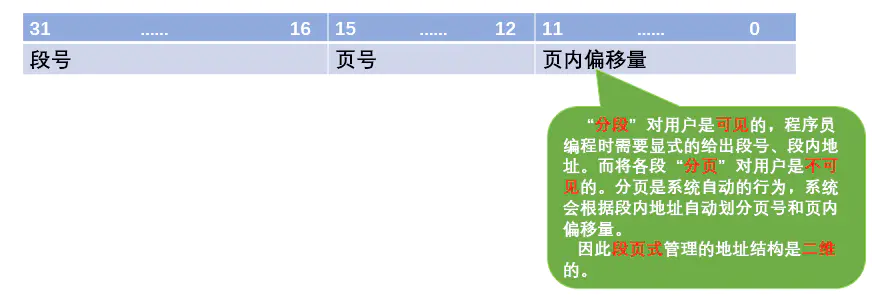 31 ...... 16 15 ...... 12 11 ...... 0
段号 页号 页内偏移量
“分段”对用户是可见的，程序员
编程时需要显式的给出段号、段内地
址。而将各段“分页”对用户是不可
见的。分页是系统自动的行为，系统
会根据段内地址自动划分页号和页内
偏移量。
因此段页式管理的地址结构是二维
的。